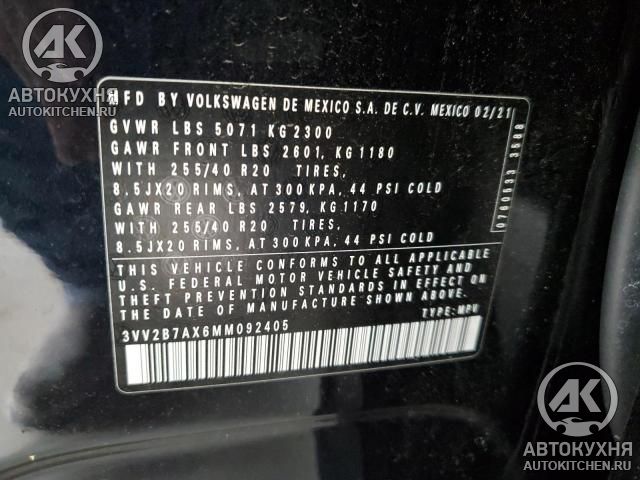 AK
АВТОКУХНЯ
AUTOKITCHEN.RU
MFD BY VOLKSWAGEN DE MEXICO S.A. DE C.V. MEXICO 02/21
GVWR LBS 5071 KG 2300
GAWR FRONT LBS 2601, KG 1180
WITH 255/40 R20 TIRES,
8.5JX20 RIMS, AT 300 KPA, 44 PSI COLD
GAWR REAR LBS 2579, KG 1170
WITH 255/40 R20 TIRES,
8.5JX20 RIMS, AT 300 KPA, 44 PSI COLD
THIS VEHICLE CONFORMS TO ALL APPLICABLE
U.S. FEDERAL MOTOR VEHICLE SAFETY AND
THEFT PREVENTION STANDARDS IN EFFECT ON
THE DATE OF MANUFACTURE SHOWN ABOVE.
3VV2B7AX6MM092405 TYPE: MPV
AK
АВТОКУХНЯ
AUTOKITCHEN.RU